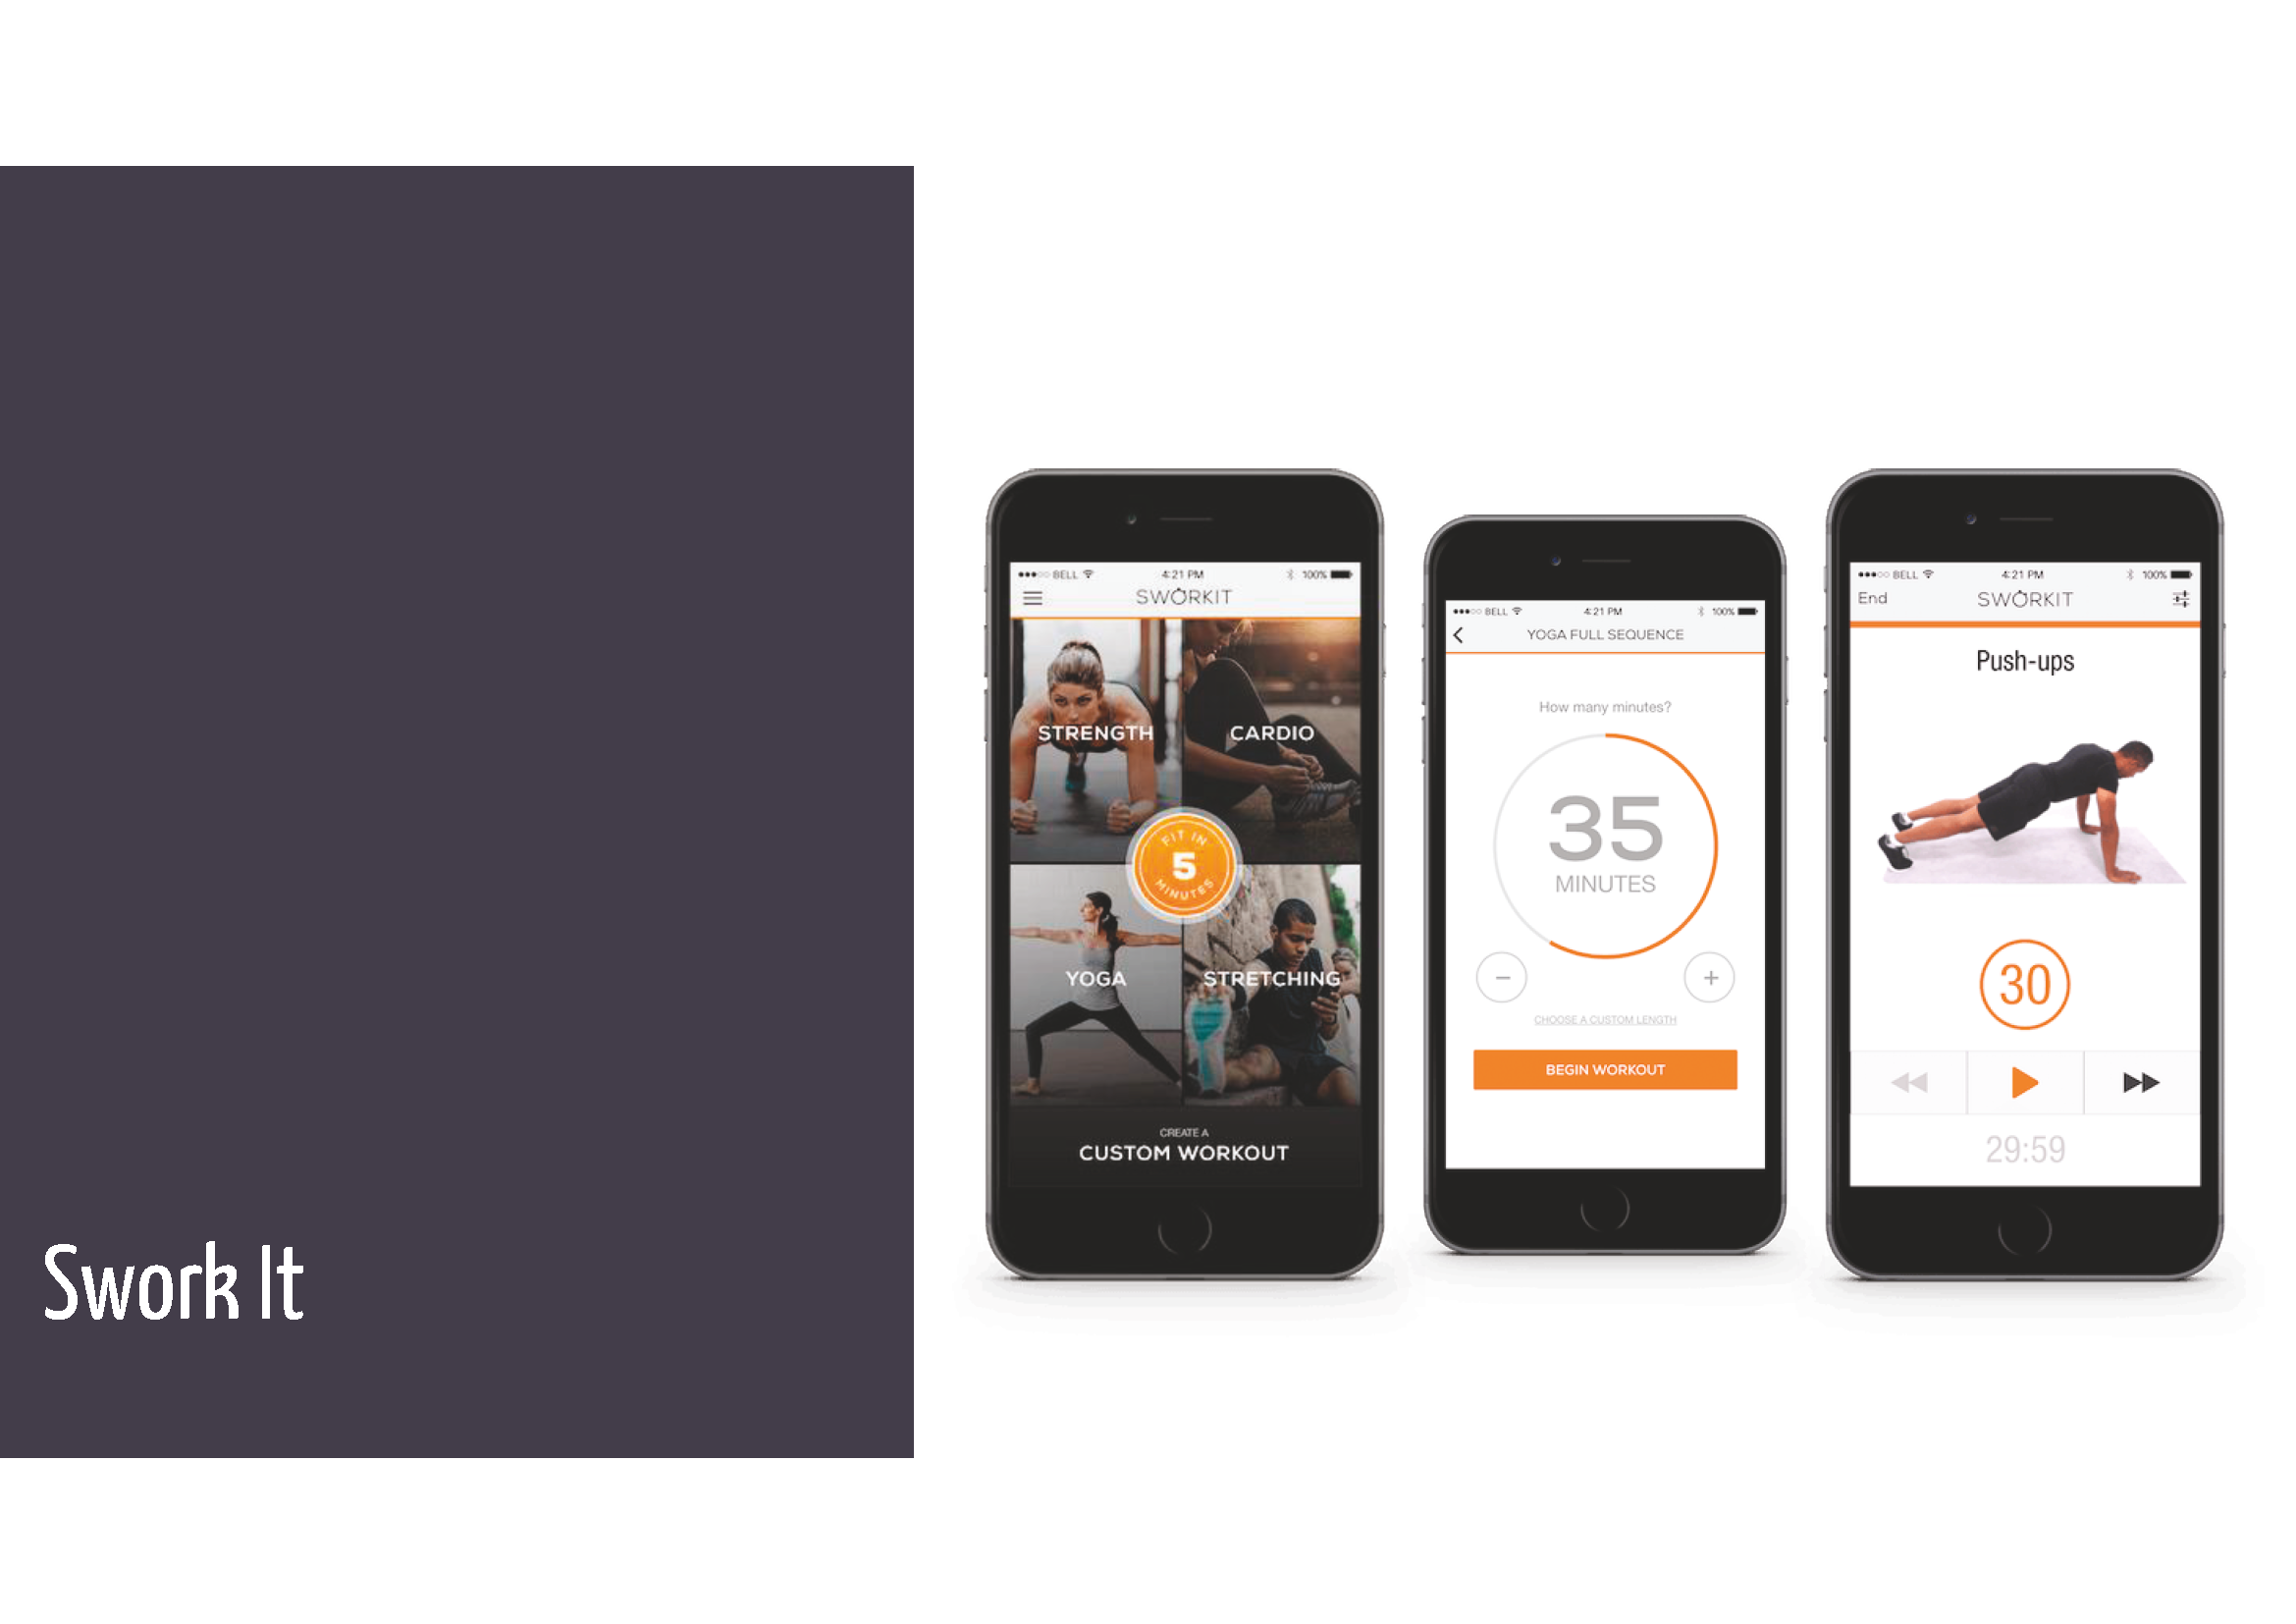 Swork It
BELL 4:21 PM 100%
SWORKIT
STRENGTH
CARDIO
FIT IN
5
MINUTES
YOGA
STRETCHING
CREATE A
CUSTOM WORKOUT
BELL 4:21 PM 100%
YOGA FULL SEQUENCE
How many minutes?
35
MINUTES
CHOOSE A CUSTOM LENGTH
BEGIN WORKOUT
BELL 4:21 PM 100%
End SWORKIT
Push-ups
30
29:59